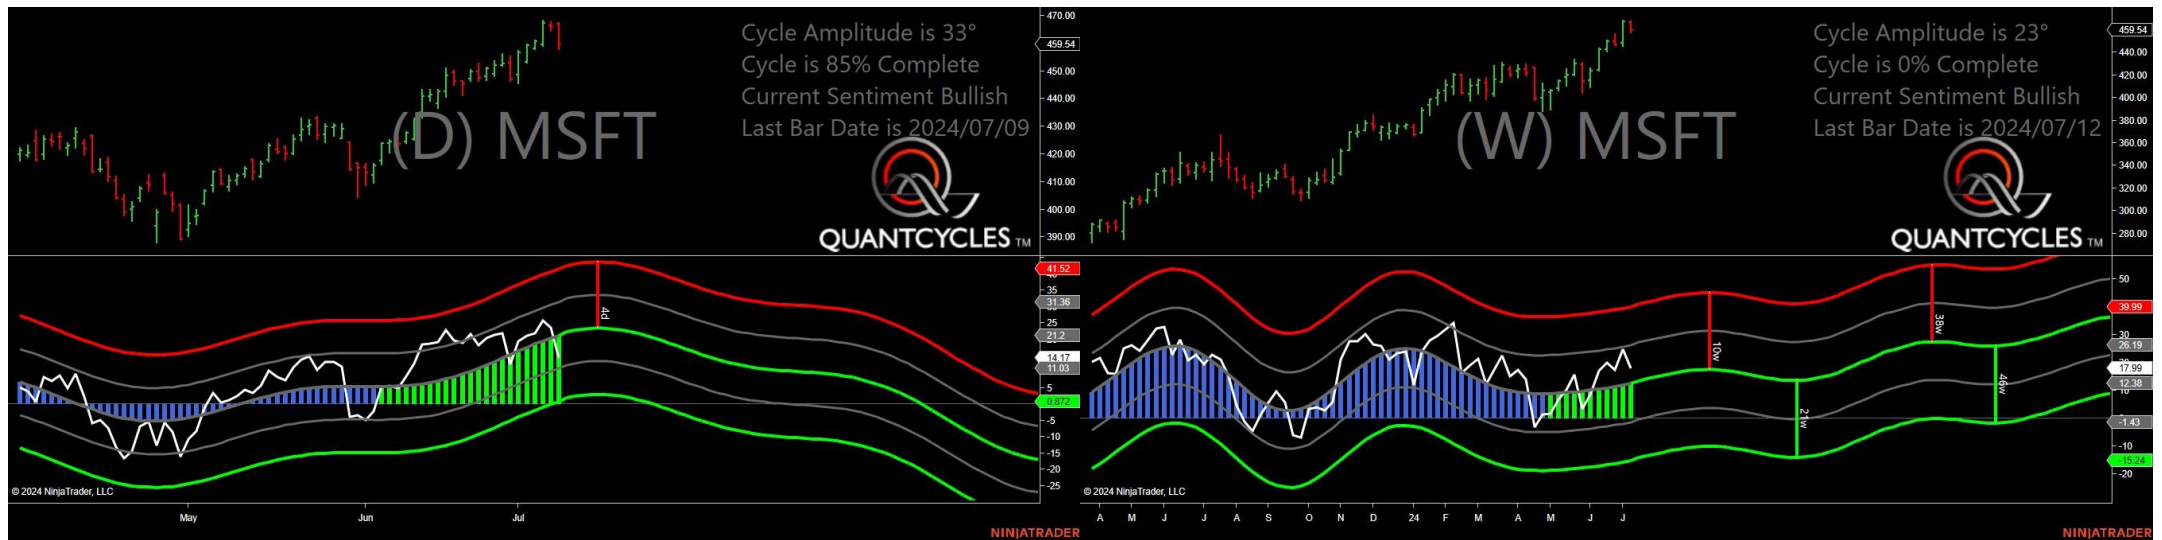 Cycle Amplitude is 33°
Cycle is 85% Complete
Current Sentiment Bullish
Last Bar Date is 2024/07/09
(D) MSFT
QUANTCYCLES TM
470.00
459.54
450.00
440.00
430.00
420.00
410.00
400.00
390.00
41.52
35
31.36
25
21.2
14.17
11.03
5
0.872
-5
-10
-15
-20
-25
4d
© 2024 NinjaTrader, LLC
May Jun Jul
NINJATRADER
Cycle Amplitude is 23°
Cycle is 0% Complete
Current Sentiment Bullish
Last Bar Date is 2024/07/12
(W) MSFT
QUANTCYCLES TM
459.54
440.00
420.00
400.00
380.00
360.00
340.00
320.00
300.00
280.00
50
39.99
30
26.19
17.99
12.38
-1.43
-10
-15.24
-20
10w
21w
38w
46w
© 2024 NinjaTrader, LLC
A M J J A S O N D 24 F M A M J J
NINJATRADER